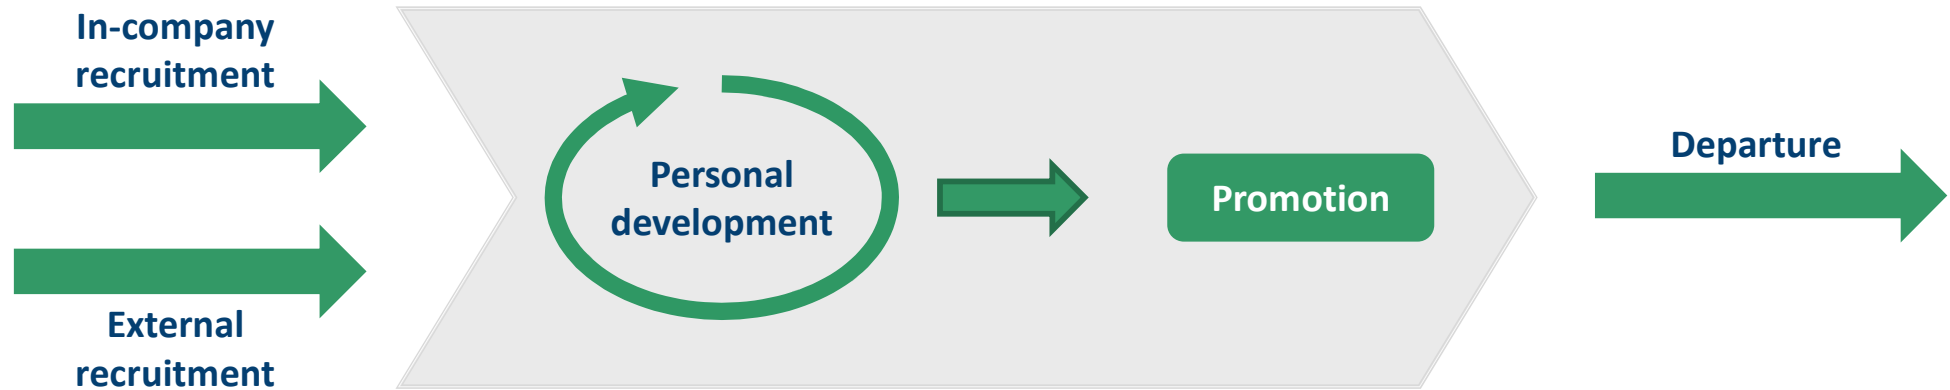 In-company
recruitment
External
recruitment
Personal
development
Promotion
Departure